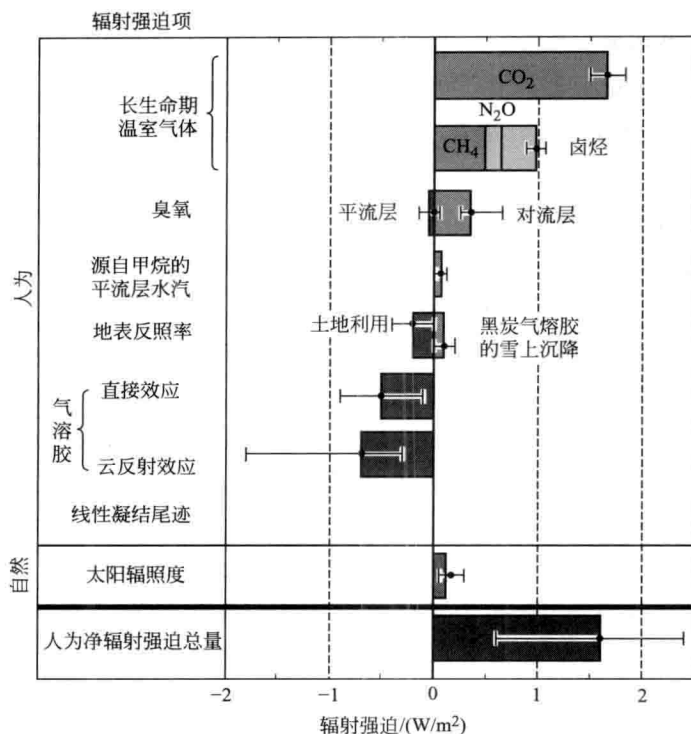 辐射强迫项
CO₂
长生命期
温室气体
N₂O
CH₄
卤烃
臭氧
平流层
对流层
源自甲烷的
平流层水汽
人为
地表反照率
土地利用
黑炭气熔胶
的雪上沉降
气溶胶
直接效应
云反射效应
线性凝结尾迹
自然
太阳辐照度
人为净辐射强迫总量
−2 −1 0 1 2
辐射强迫/(W/m²)